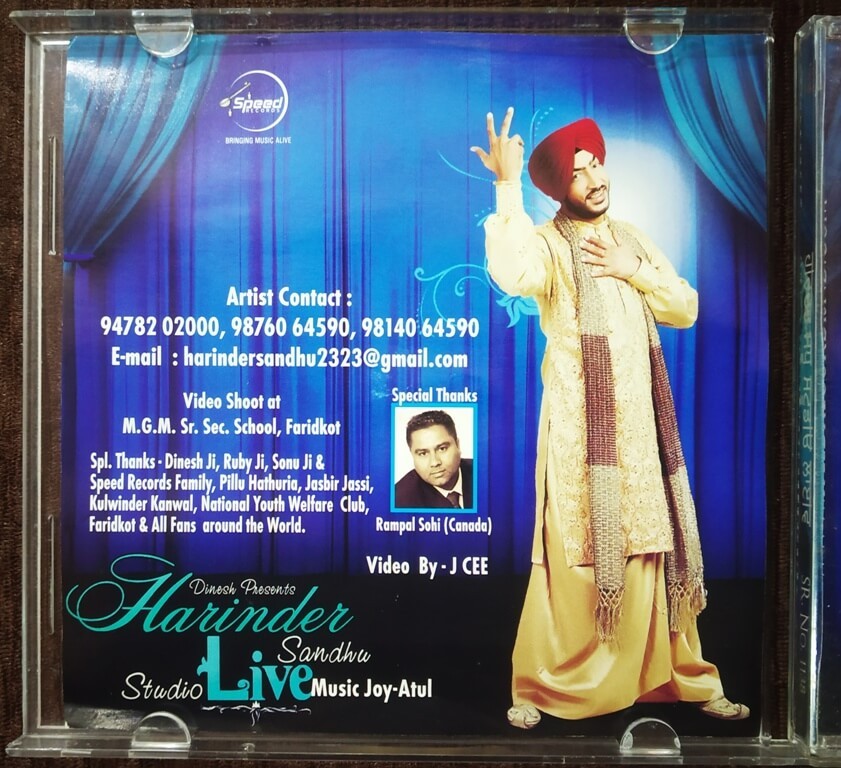 Speed
RECORDS
BRINGING MUSIC ALIVE
Artist Contact :
94782 02000, 98760 64590, 98140 64590
E-mail : harindersandhu2323@gmail.com
Video Shoot at
M.G.M. Sr. Sec. School, Faridkot
Spl. Thanks - Dinesh Ji, Ruby Ji, Sonu Ji &
Speed Records Family, Pillu Hathuria, Jasbir Jassi,
Kulwinder Kanwal, National Youth Welfare Club,
Faridkot & All Fans around the World.
Special Thanks
Rampal Sohi (Canada)
Video By - J CEE
Dinesh Presents
Harinder
Sandhu
Studio Live Music Joy-Atul
SR. No.